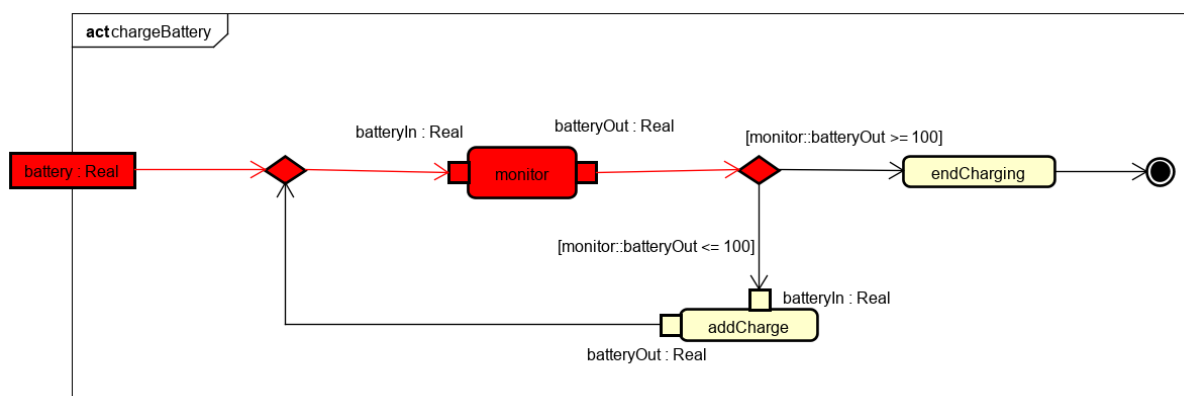 act chargeBattery
batteryIn : Real
batteryOut : Real
[monitor::batteryOut >= 100]
battery : Real
monitor
endCharging
[monitor::batteryOut <= 100]
batteryIn : Real
addCharge
batteryOut : Real